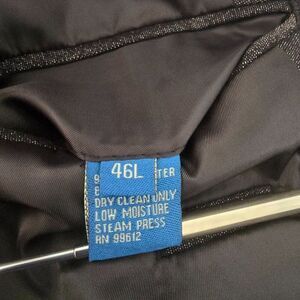 46L
DRY CLEAN ONLY
LOW MOISTURE
STEAM PRESS
RN 99612